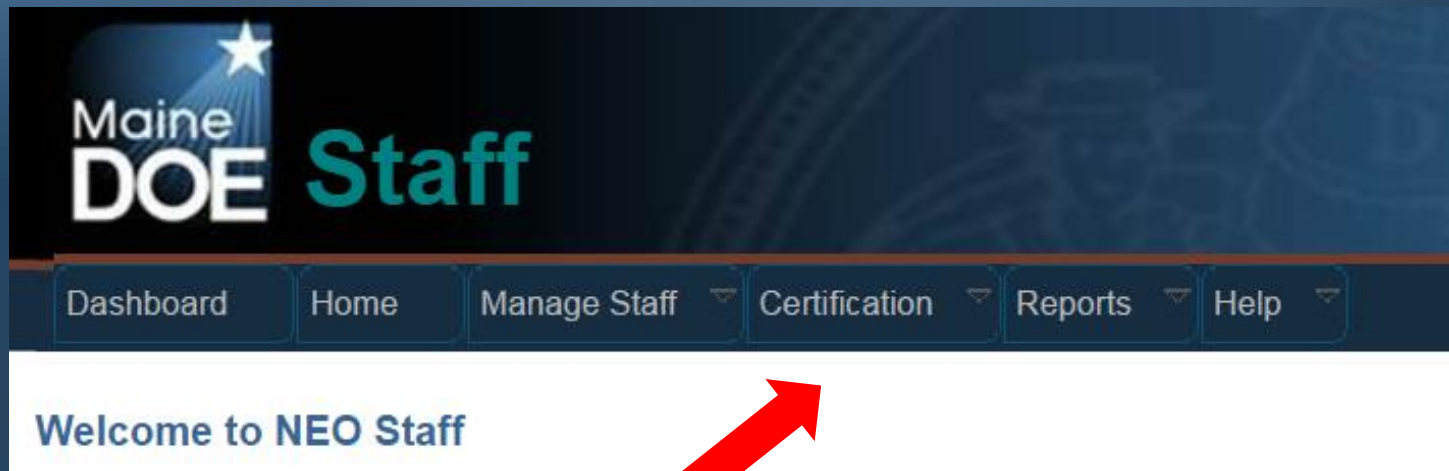 Maine
DOE Staff
Dashboard Home Manage Staff Certification Reports Help
Welcome to NEO Staff